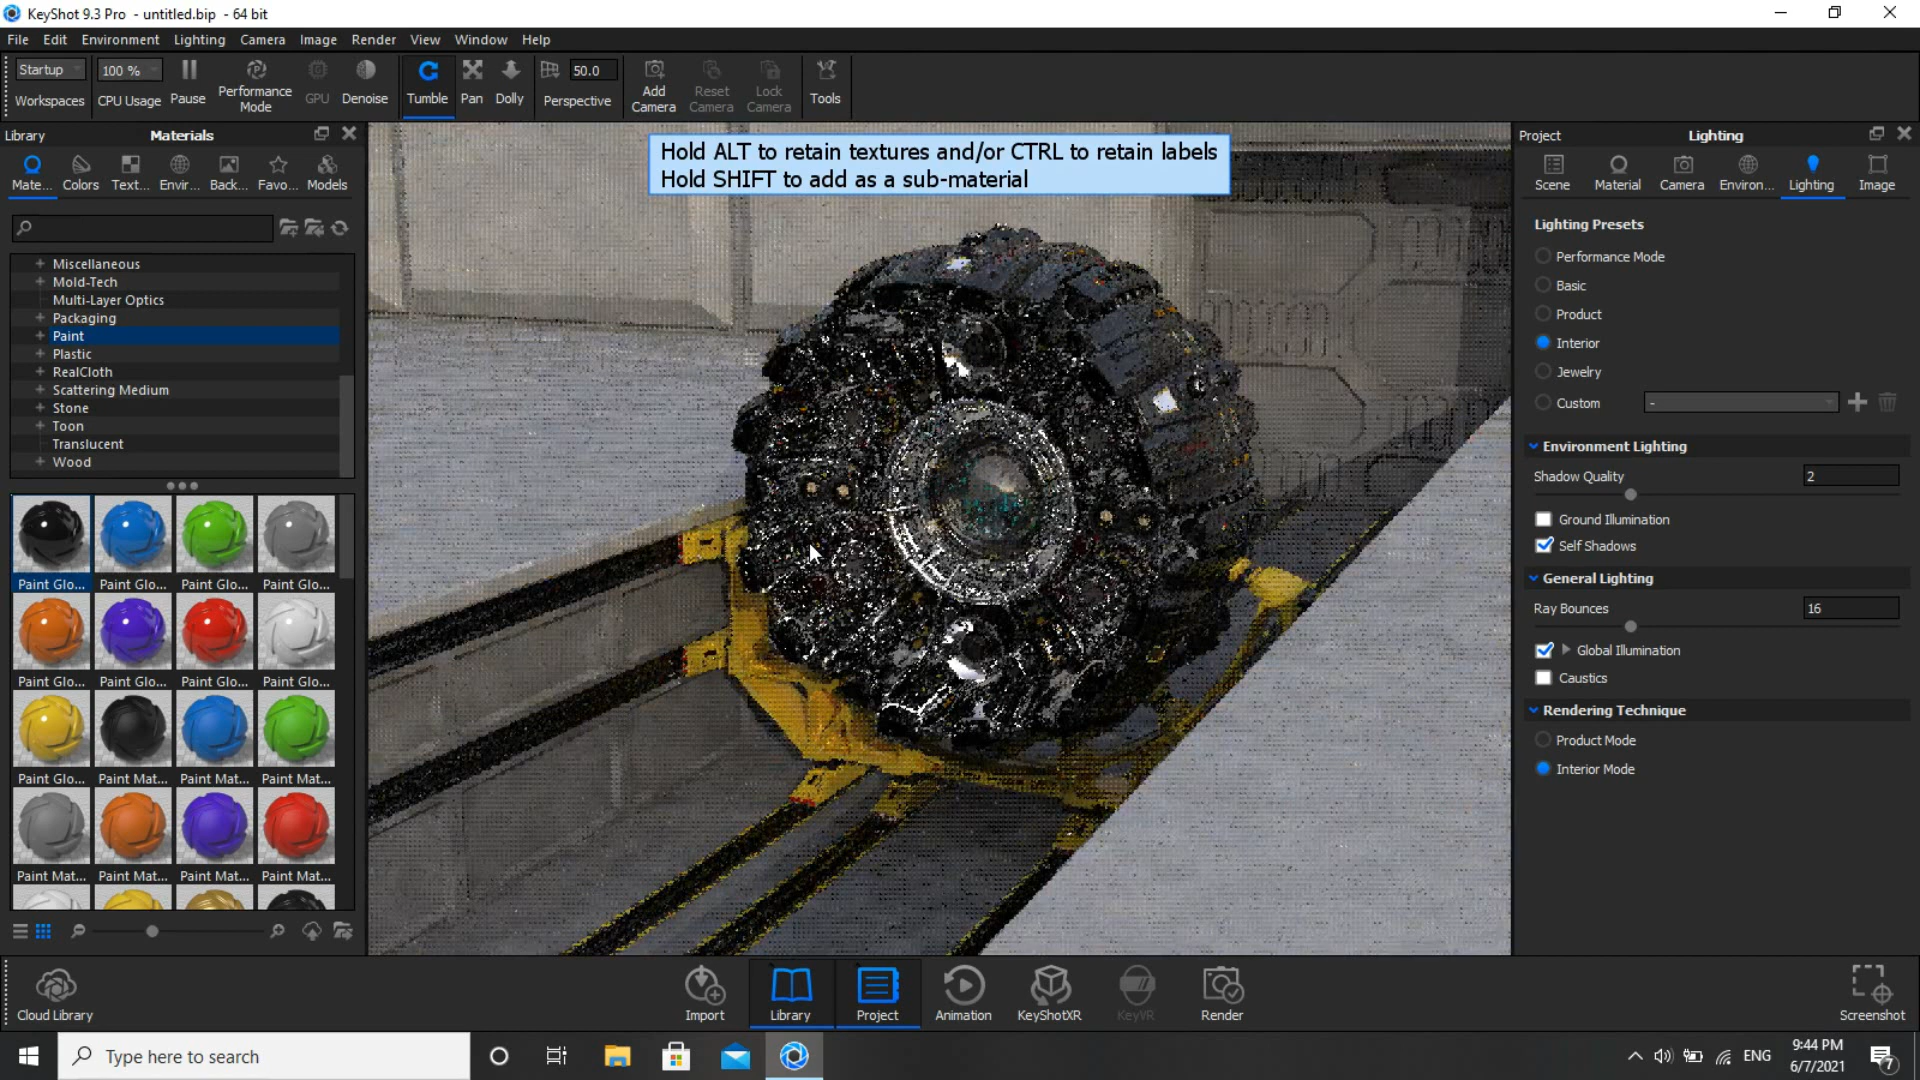 KeyShot 9.3 Pro - untitled.bip - 64 bit
File Edit Environment Lighting Camera Image Render View Window Help
Startup
Workspaces
100 %
CPU Usage
Pause
Performance
Mode
GPU
Denoise
Tumble
Pan
Dolly
50.0
Perspective
Add
Camera
Reset
Camera
Lock
Camera
Tools
Library
Materials
Mate...
Colors
Text...
Envir...
Back...
Favo...
Models
Miscellaneous
Mold-Tech
Multi-Layer Optics
Packaging
Paint
Plastic
RealCloth
Scattering Medium
Stone
Toon
Translucent
Wood
Paint Glo... Paint Glo... Paint Glo... Paint Glo...
Paint Glo... Paint Glo... Paint Glo... Paint Glo...
Paint Glo... Paint Mat... Paint Mat... Paint Mat...
Paint Mat... Paint Mat... Paint Mat... Paint Mat...
Hold ALT to retain textures and/or CTRL to retain labels
Hold SHIFT to add as a sub-material
Project
Lighting
Scene
Material
Camera
Environ...
Lighting
Image
Lighting Presets
Performance Mode
Basic
Product
Interior
Jewelry
Custom
-
Environment Lighting
Shadow Quality 2
Ground Illumination
Self Shadows
General Lighting
Ray Bounces 16
Global Illumination
Caustics
Rendering Technique
Product Mode
Interior Mode
Cloud Library
Import
Library
Project
Animation
KeyShotXR
KeyVR
Render
Screenshot
Type here to search
ENG
9:44 PM
6/7/2021
7